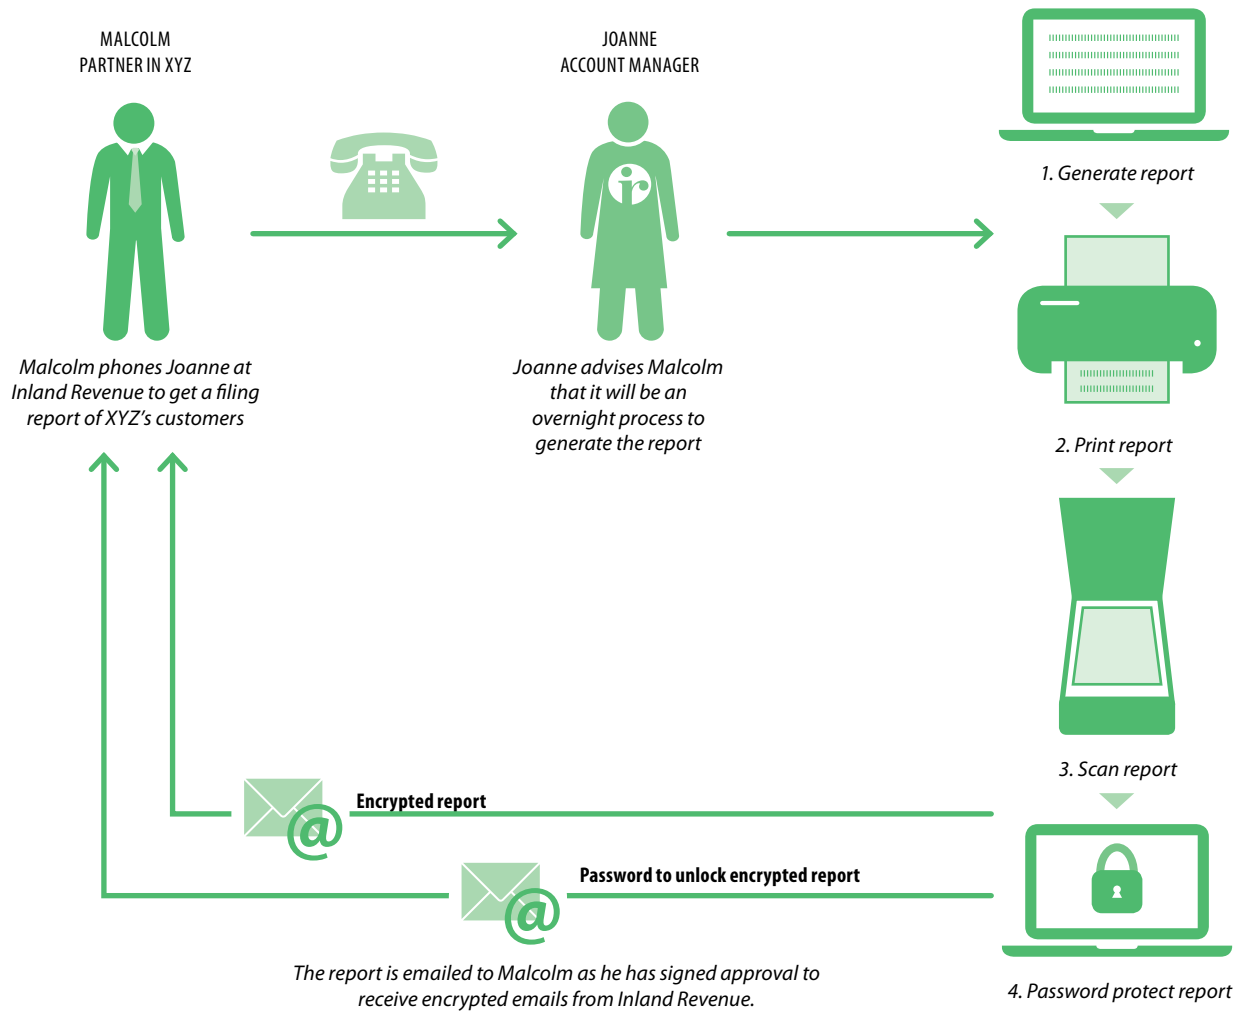 MALCOLM
PARTNER IN XYZ
JOANNE
ACCOUNT MANAGER
ir
1. Generate report
Malcolm phones Joanne at
Inland Revenue to get a filing
report of XYZ's customers
Joanne advises Malcolm
that it will be an
overnight process to
generate the report
2. Print report
3. Scan report
Encrypted report
@
Password to unlock encrypted report
@
The report is emailed to Malcolm as he has signed approval to
receive encrypted emails from Inland Revenue.
4. Password protect report